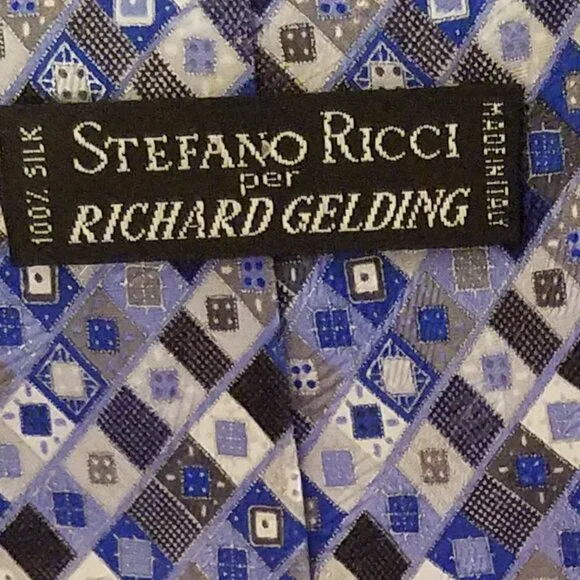 100% SILK
STEFANO RICCI
per
RICHARD GELDING
MADE IN ITALY